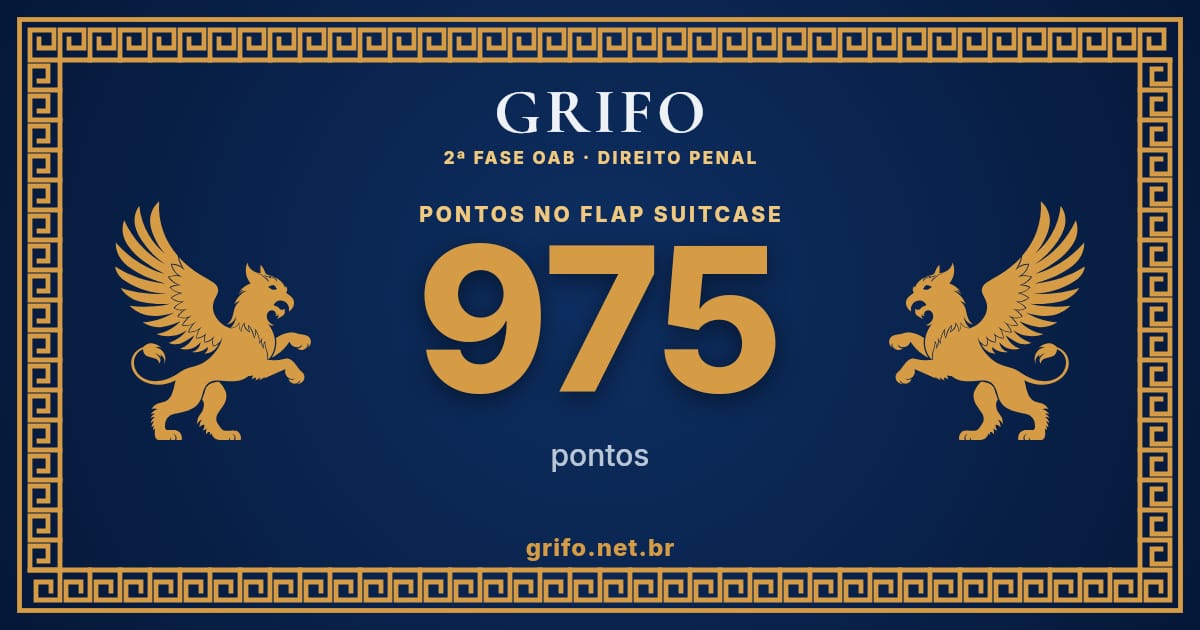 GRIFO
2ª FASE OAB · DIREITO PENAL
PONTOS NO FLAP SUITCASE
975
pontos
grifo.net.br